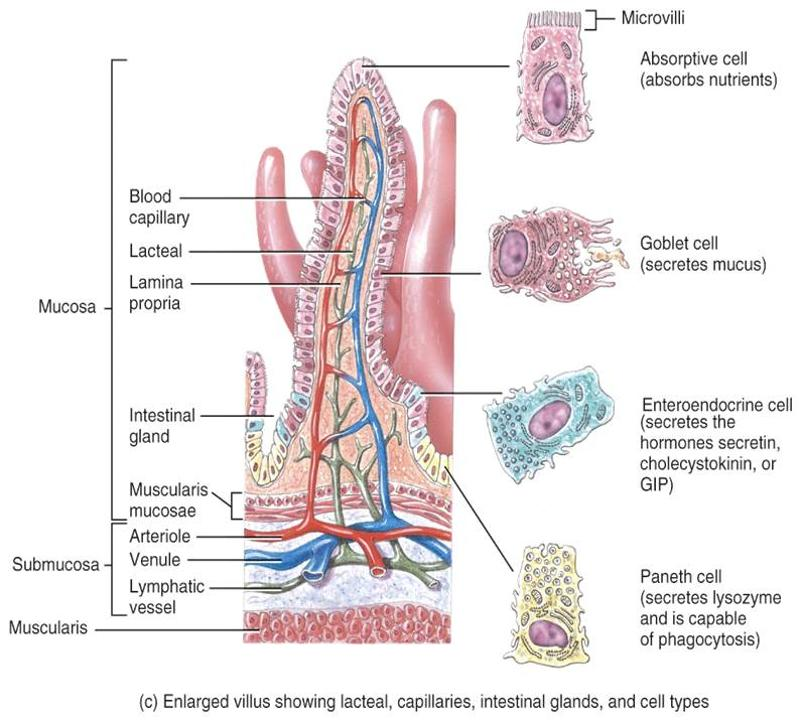 Microvilli
Absorptive cell
(absorbs nutrients)
Blood
capillary
Lacteal
Lamina
propria
Mucosa
Goblet cell
(secretes mucus)
Intestinal
gland
Enteroendocrine cell
(secretes the
hormones secretin,
cholecystokinin, or
GIP)
Muscularis
mucosae
Arteriole
Submucosa
Venule
Lymphatic
vessel
Muscularis
Paneth cell
(secretes lysozyme
and is capable
of phagocytosis)
(c) Enlarged villus showing lacteal, capillaries, intestinal glands, and cell types